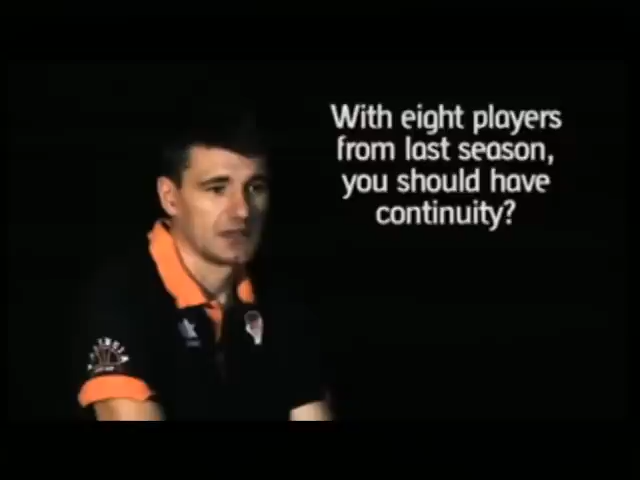 With eight players
from last season,
you should have
continuity?